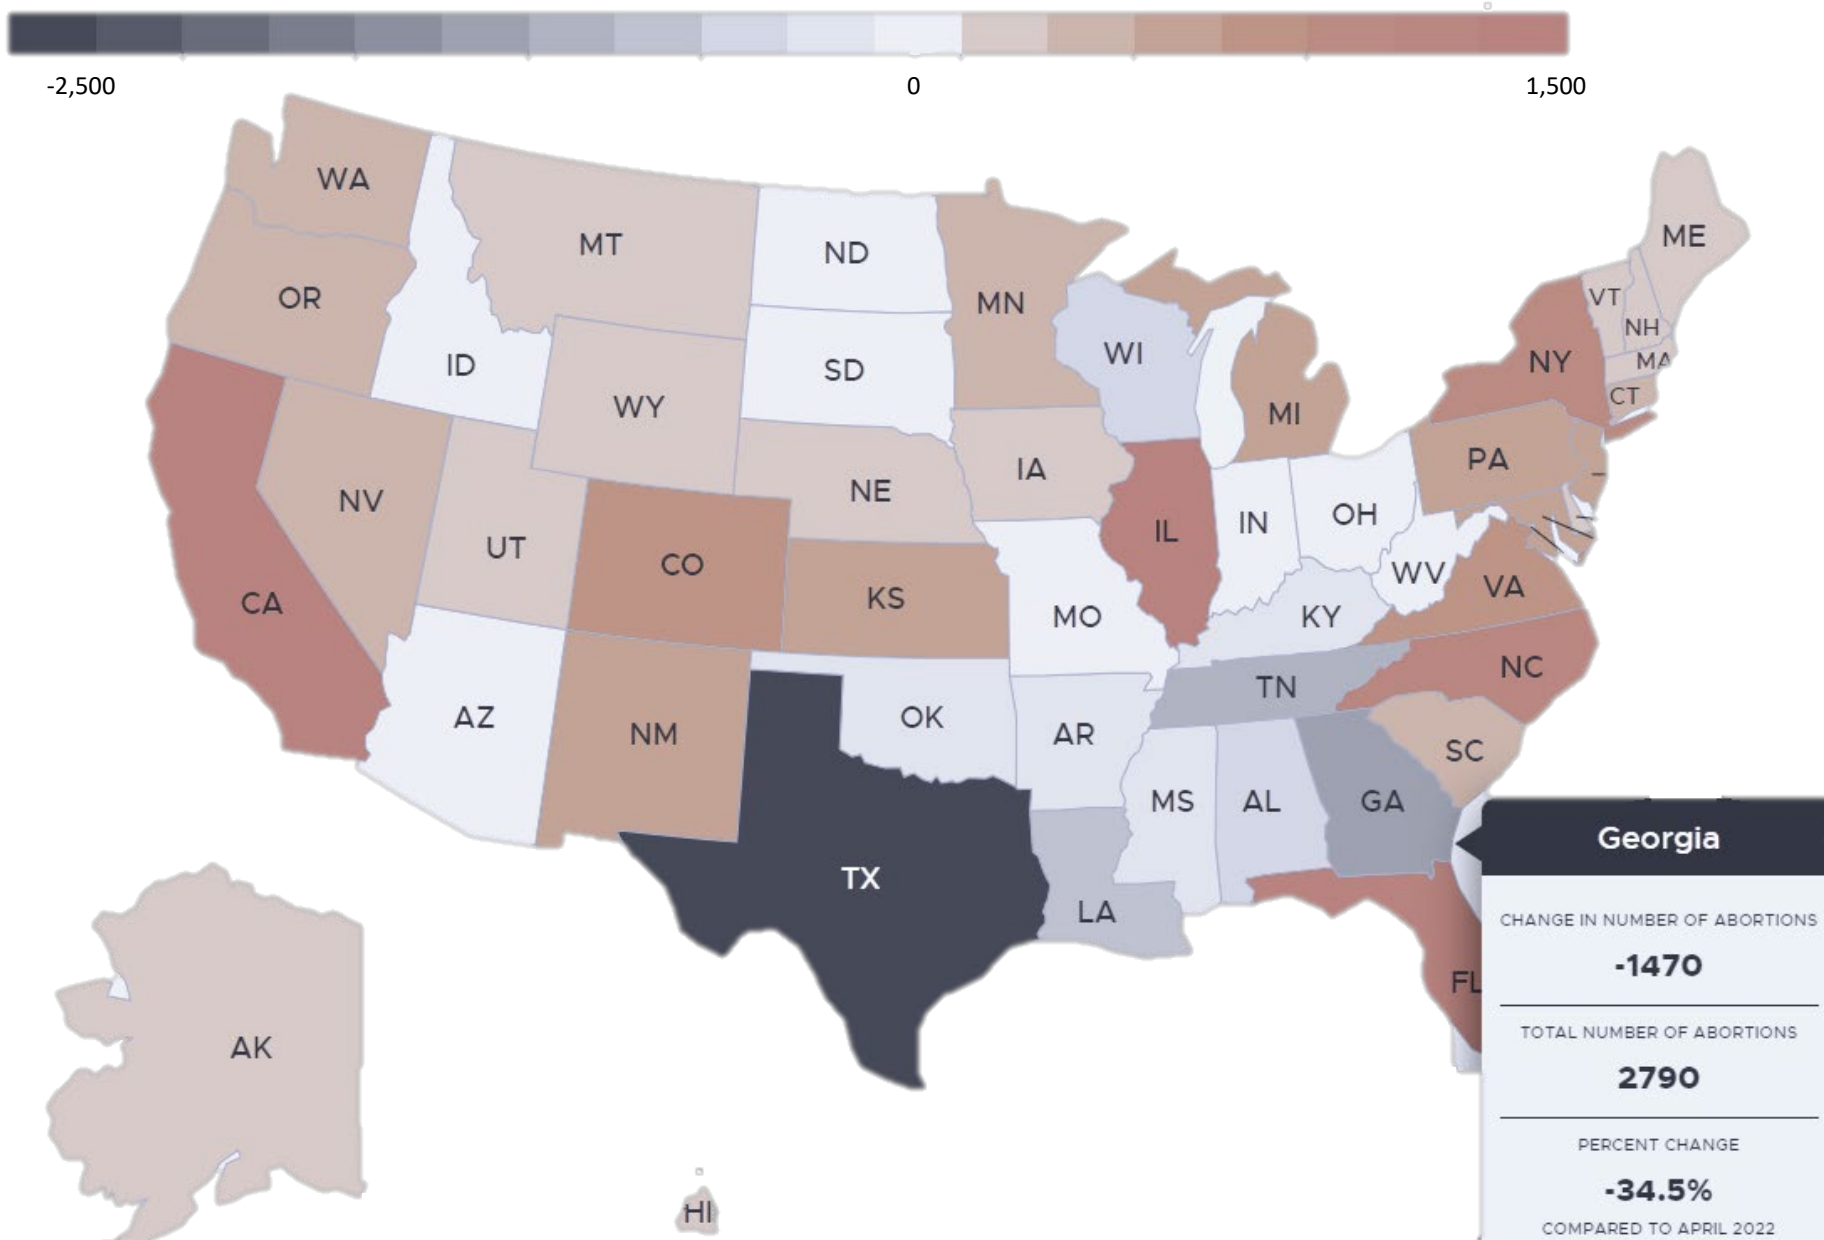 -2,500 0 1,500
WA
MT
ND
ME
OR
MN
VT
NH
ID
SD
WI
NY
MA
WY
MI
CT
NV
NE
IA
PA
UT
CO
IL
IN
OH
CA
KS
MO
KY
WV
VA
AZ
NM
OK
AR
TN
NC
SC
TX
MS
AL
GA
LA
FL
AK
HI
Georgia
CHANGE IN NUMBER OF ABORTIONS
-1470
TOTAL NUMBER OF ABORTIONS
2790
PERCENT CHANGE
-34.5%
COMPARED TO APRIL 2022